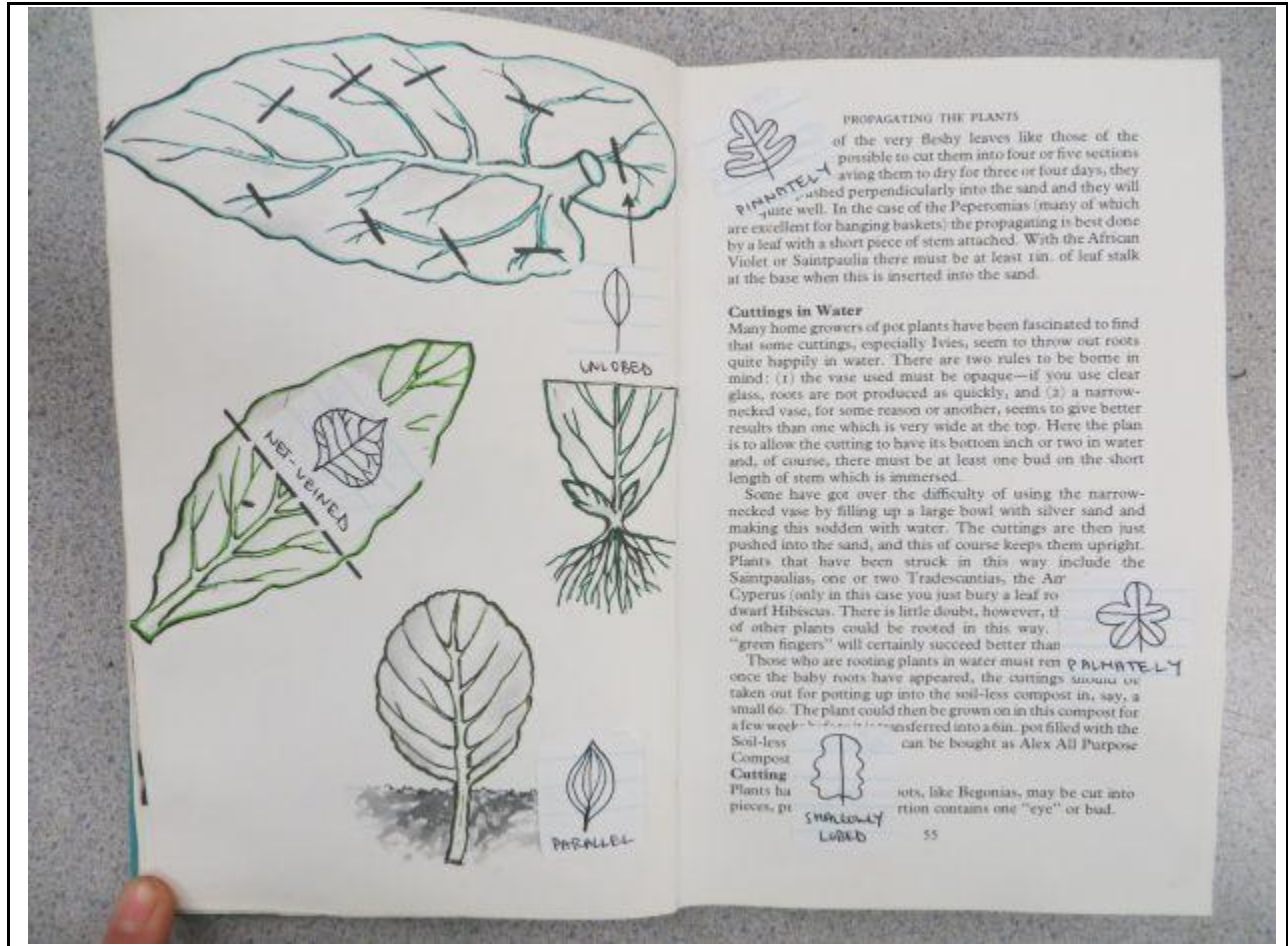 UNLOBED
NET-VEINED
PARALLEL
PROPAGATING THE PLANTS
PINNATELY
of the very fleshy leaves like those of the
possible to cut them into four or five sections
aving them to dry for three or four days, they
ushed perpendicularly into the sand and they will
quite well. In the case of the Peperomias (many of which
are excellent for hanging baskets) the propagating is best done
by a leaf with a short piece of stem attached. With the African
Violet or Saintpaulia there must be at least 1in. of leaf stalk
at the base when this is inserted into the sand.
Cuttings in Water
Many home growers of pot plants have been fascinated to find
that some cuttings, especially Ivies, seem to throw out roots
quite happily in water. There are two rules to be borne in
mind: (1) the vase used must be opaque—if you use clear
glass, roots are not produced as quickly, and (2) a narrow-
necked vase, for some reason or another, seems to give better
results than one which is very wide at the top. Here the plan
is to allow the cutting to have its bottom inch or two in water
and, of course, there must be at least one bud on the short
length of stem which is immersed.
Some have got over the difficulty of using the narrow-
necked vase by filling up a large bowl with silver sand and
making this sodden with water. The cuttings are then just
pushed into the sand, and this of course keeps them upright.
Plants that have been struck in this way include the
Saintpaulias, one or two Tradescantias, the
Cyperus (only in this case you just bury a leaf ro
dwarf Hibiscus. There is little doubt, however, th
of other plants could be rooted in this way.
"green fingers" will certainly succeed better than
Those who are rooting plants in water must rem
PALMATELY
once the baby roots have appeared, the cuttings should be
taken out for potting up into the soil-less compost in, say, a
small 60. The plant could then be grown on in this compost for
a few weeks before it is transferred into a 6in. pot filled with the
Soil-less can be bought as Alex All Purpose
Compost
Cutting
Plants ha ots, like Begonias, may be cut into
pieces, pr rtion contains one "eye" or bud.
SHALLOWLY
LOBED
55